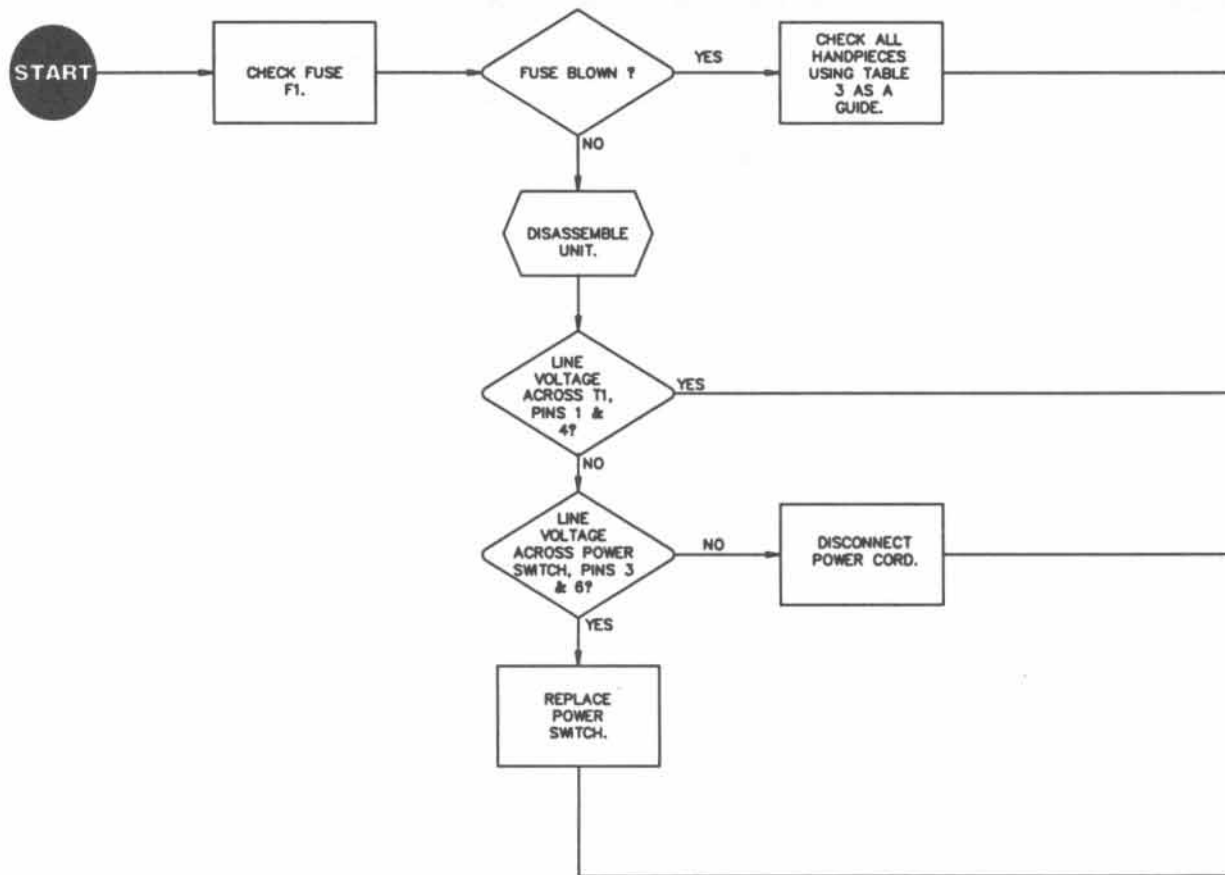 START
CHECK FUSE
F1.
FUSE BLOWN ?
YES
CHECK ALL
HANDPIECES
USING TABLE
3 AS A
GUIDE.
NO
DISASSEMBLE
UNIT.
LINE
VOLTAGE
ACROSS T1,
PINS 1 &
4?
YES
NO
LINE
VOLTAGE
ACROSS POWER
SWITCH, PINS 3
& 6?
NO
DISCONNECT
POWER CORD.
YES
REPLACE
POWER
SWITCH.